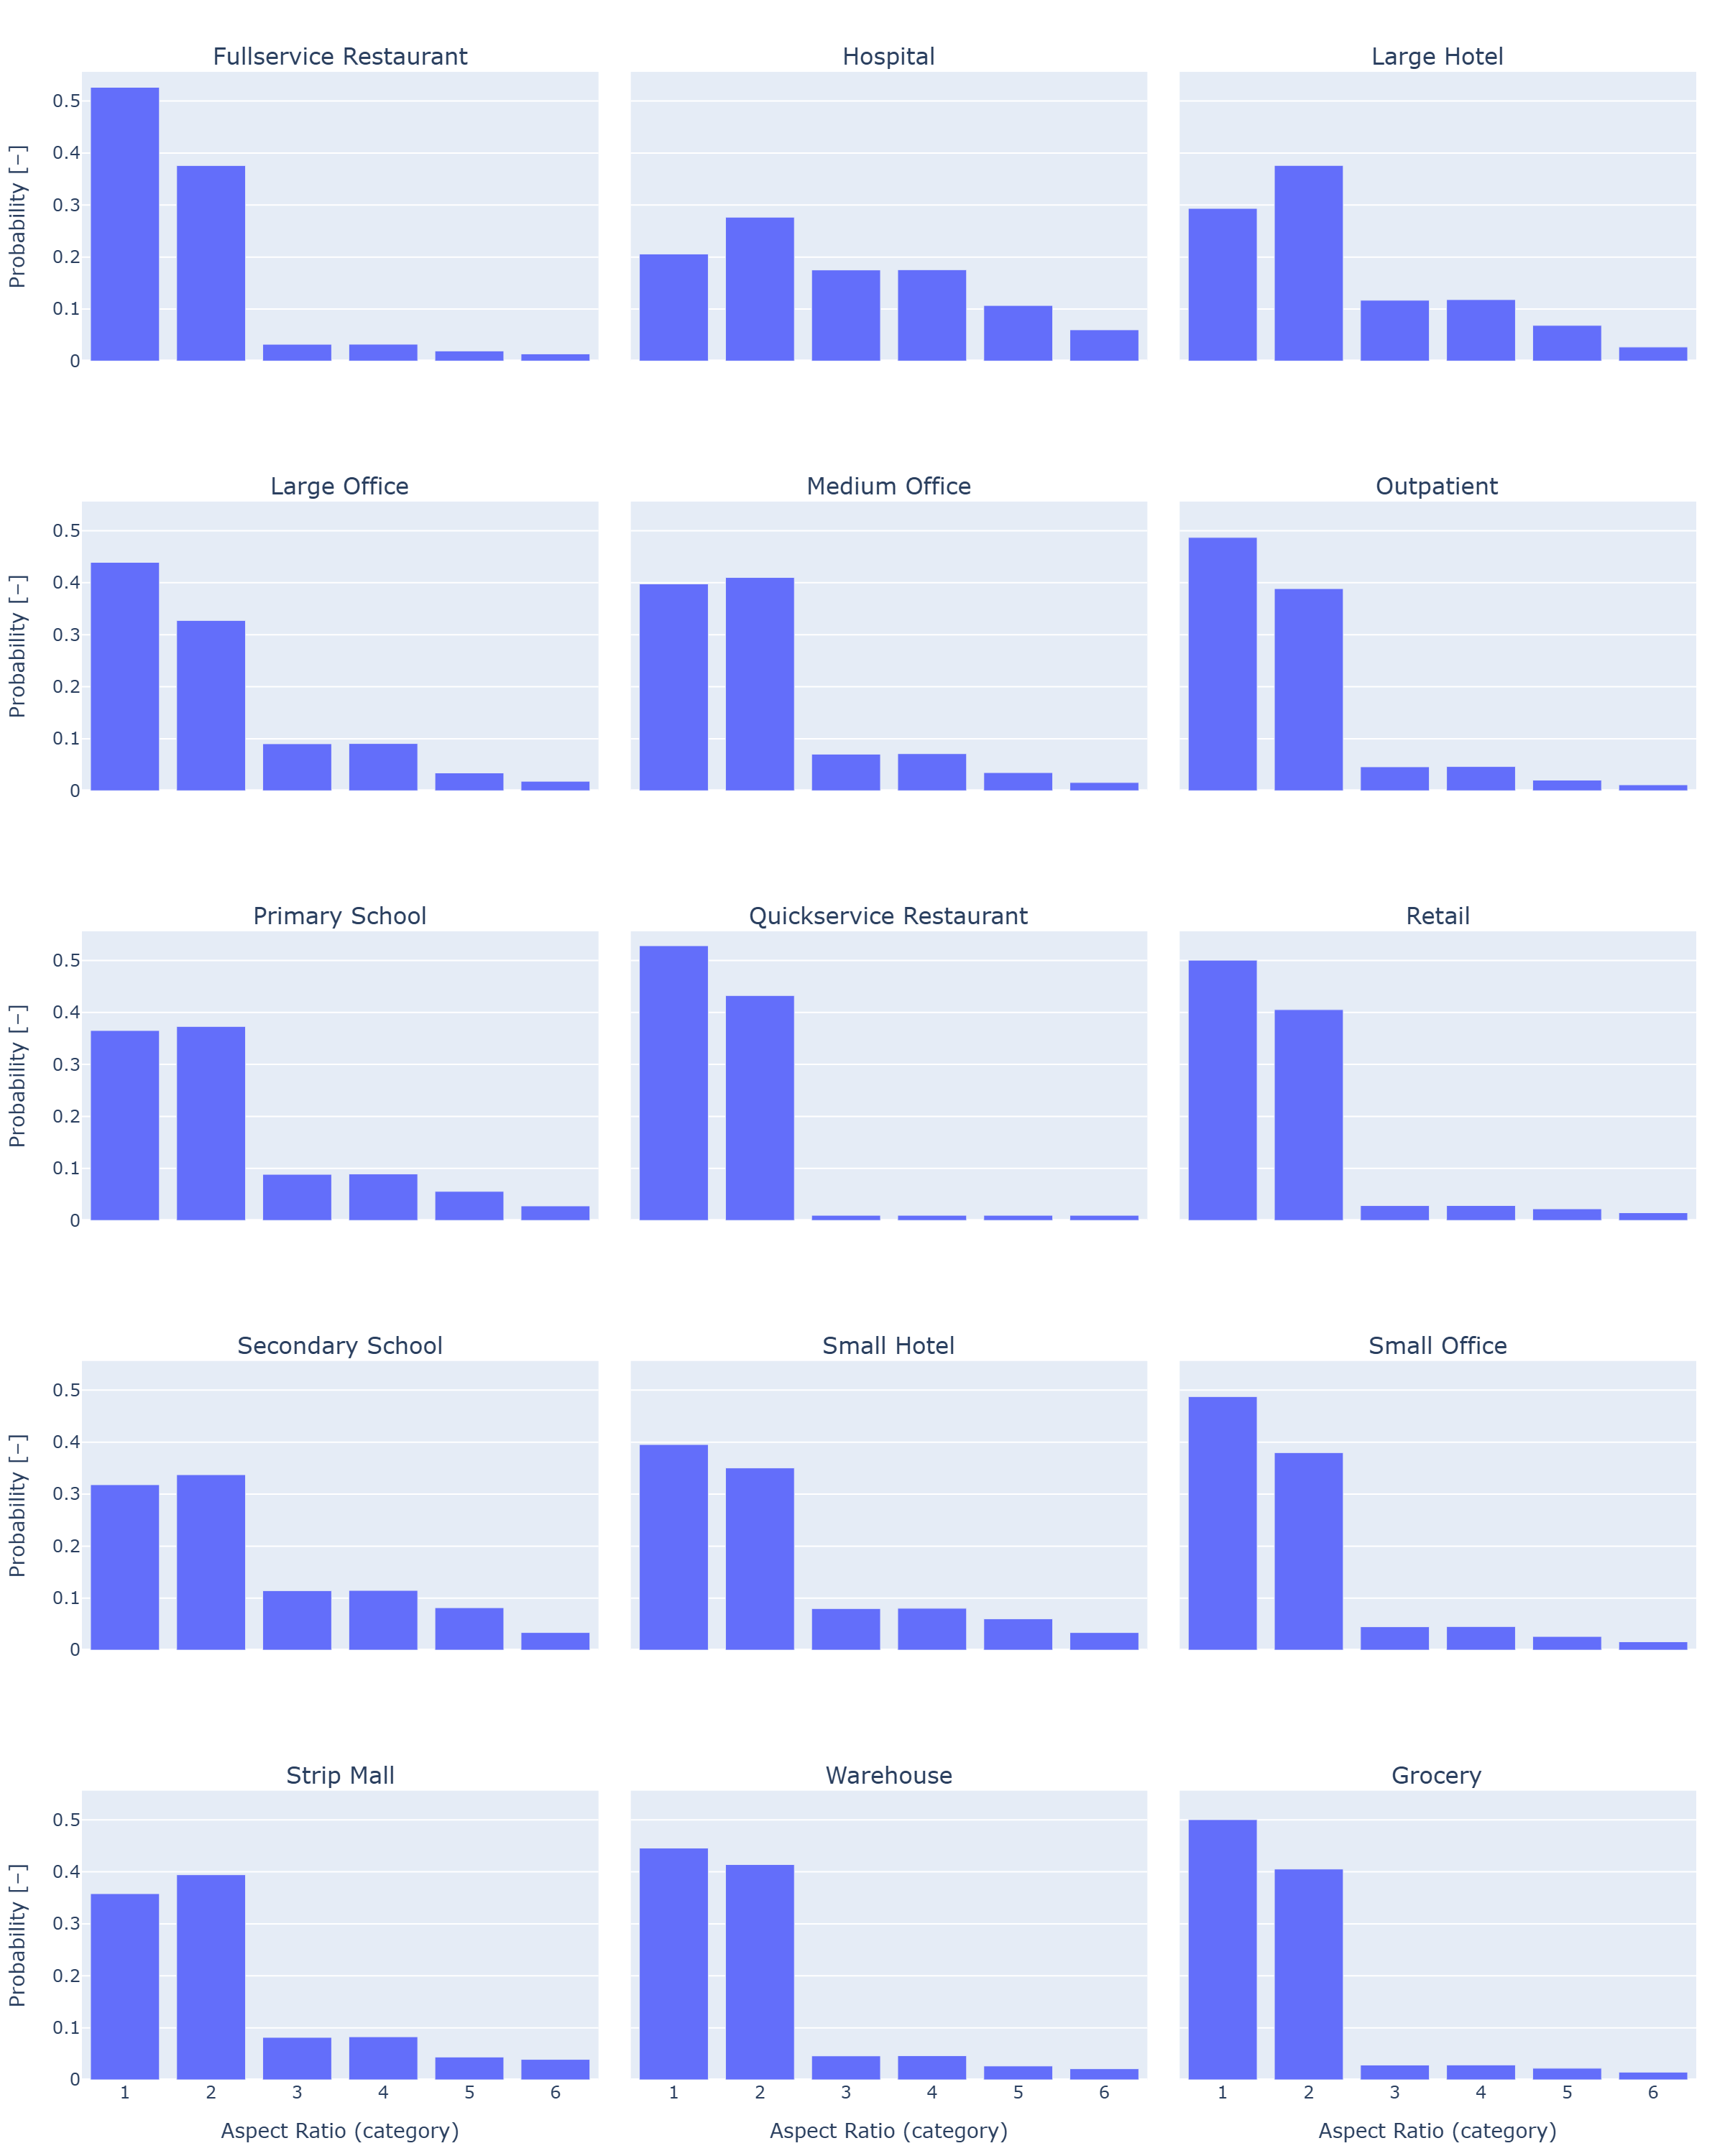 Fullservice Restaurant
Hospital
Large Hotel
Probability [−]
0.5
0.4
0.3
0.2
0.1
0
Large Office
Medium Office
Outpatient
Probability [−]
0.5
0.4
0.3
0.2
0.1
0
Primary School
Quickservice Restaurant
Retail
Probability [−]
0.5
0.4
0.3
0.2
0.1
0
Secondary School
Small Hotel
Small Office
Probability [−]
0.5
0.4
0.3
0.2
0.1
0
Strip Mall
Warehouse
Grocery
Probability [−]
0.5
0.4
0.3
0.2
0.1
0
1 2 3 4 5 6
1 2 3 4 5 6
1 2 3 4 5 6
Aspect Ratio (category)
Aspect Ratio (category)
Aspect Ratio (category)